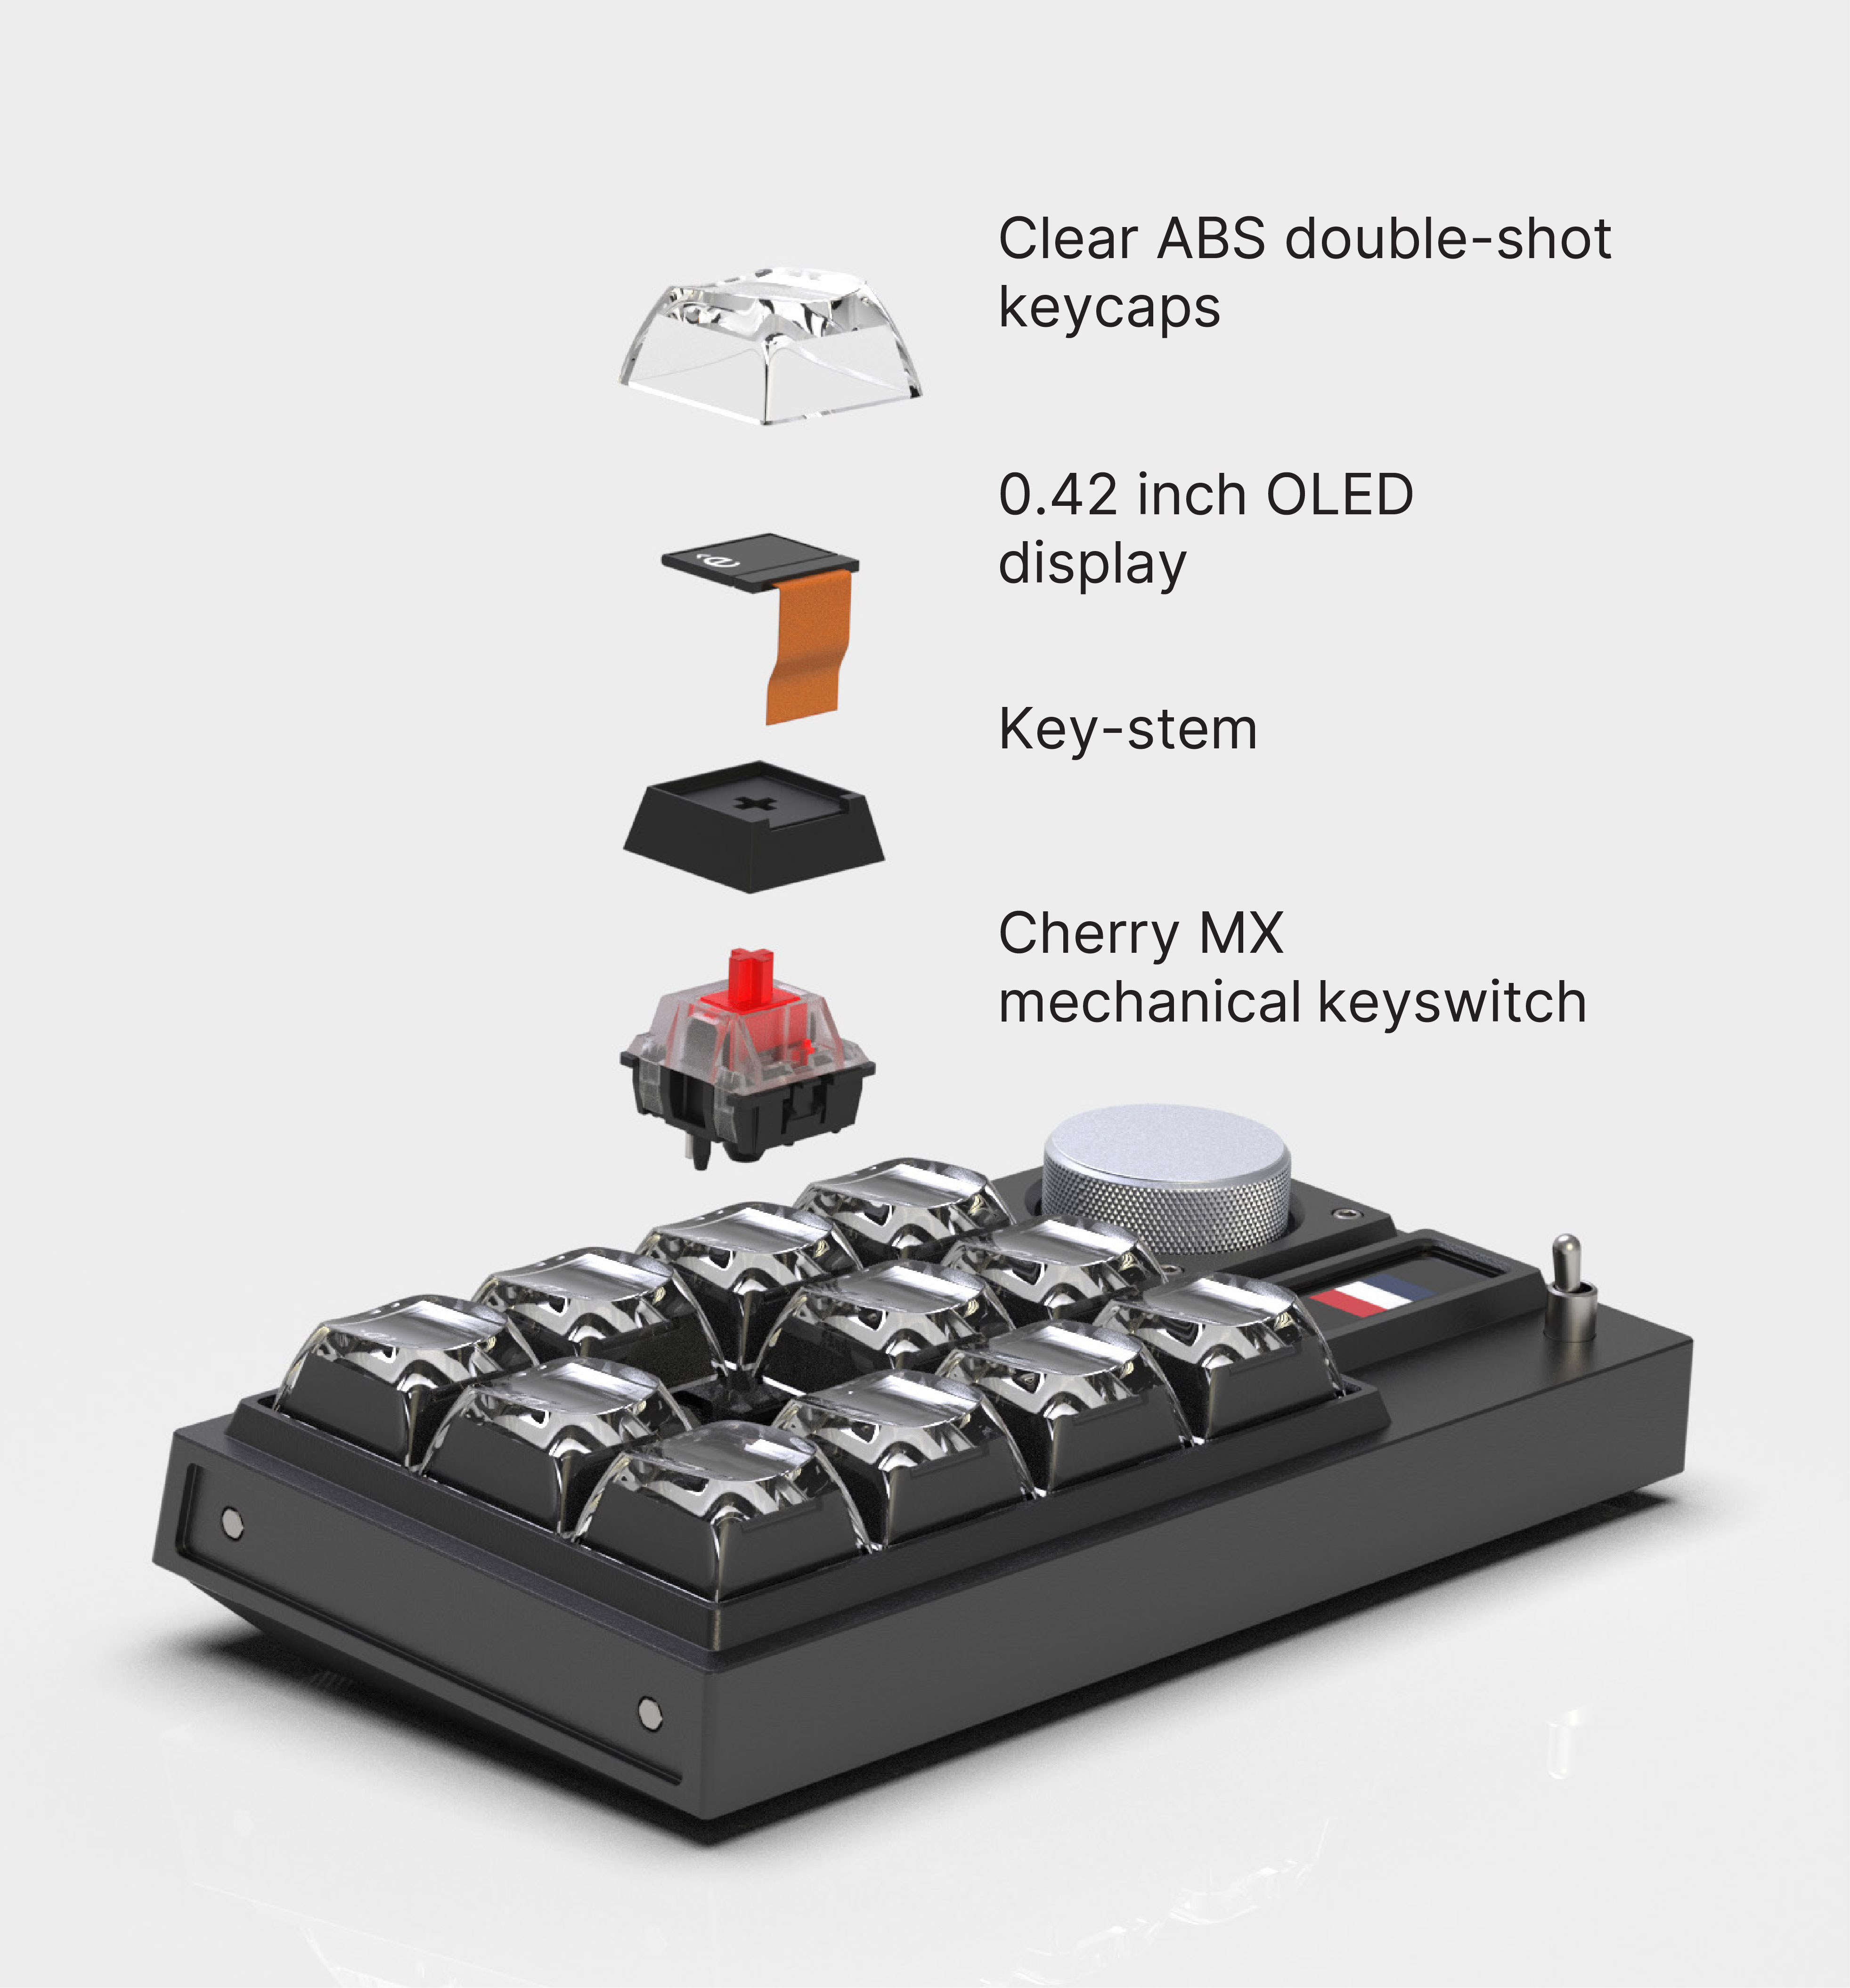 Clear ABS double-shot
keycaps
0.42 inch OLED
display
Key-stem
Cherry MX
mechanical keyswitch